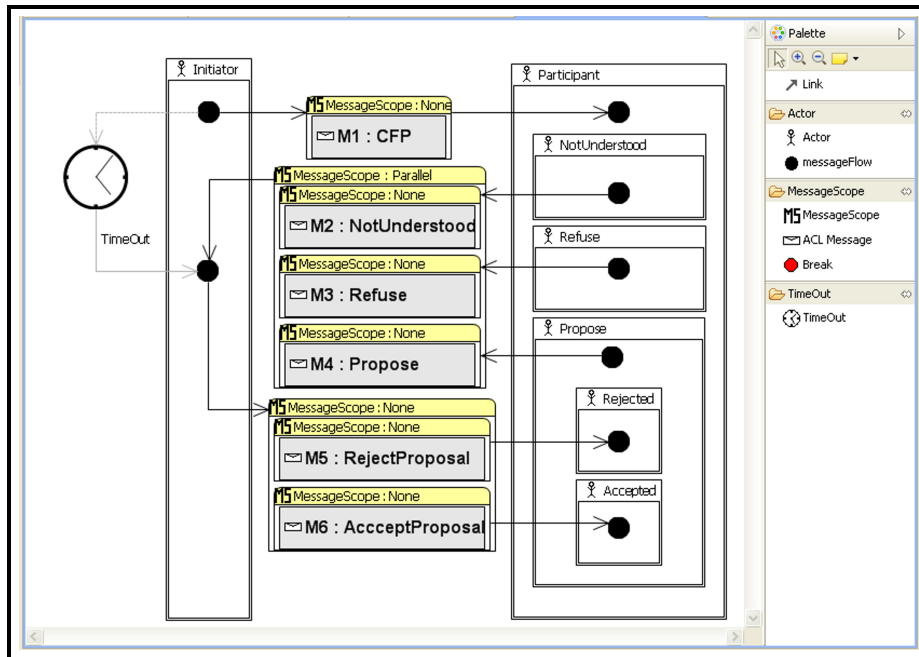 Initiator
MessageScope : None
M1 : CFP
Participant
NotUnderstood
MessageScope : Parallel
MessageScope : None
M2 : NotUnderstood
TimeOut
Refuse
MessageScope : None
M3 : Refuse
MessageScope : None
M4 : Propose
Propose
MessageScope : None
MessageScope : None
M5 : RejectProposal
Rejected
MessageScope : None
M6 : AccceptProposal
Accepted
Palette
Link
Actor
Actor
messageFlow
MessageScope
MS MessageScope
ACL Message
Break
TimeOut
TimeOut